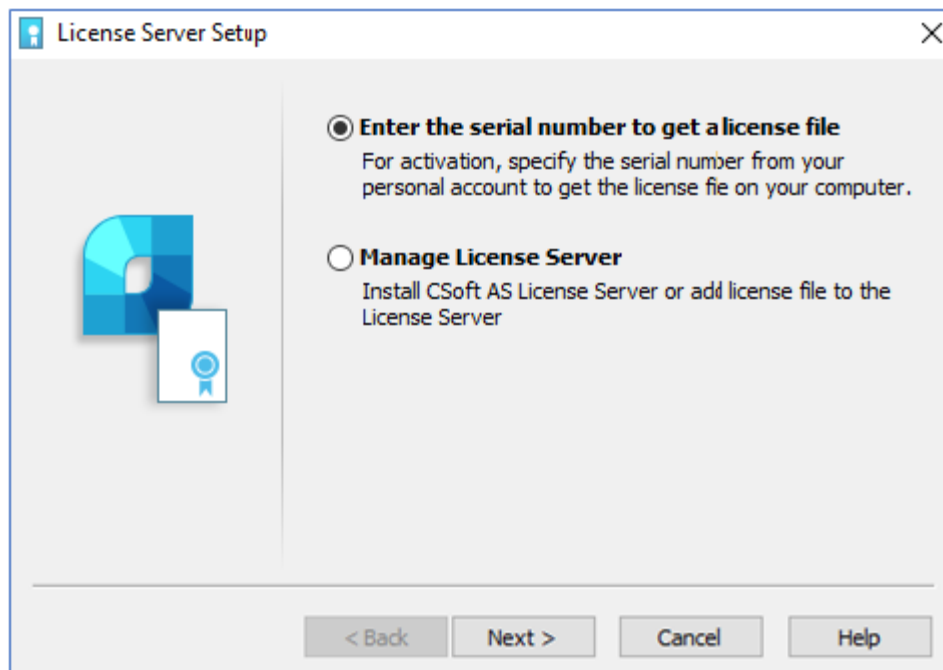 License Server Setup
Enter the serial number to get a license file
For activation, specify the serial number from your
personal account to get the license file on your computer.
Manage License Server
Install CSoft AS License Server or add license file to the
License Server
< Back
Next >
Cancel
Help